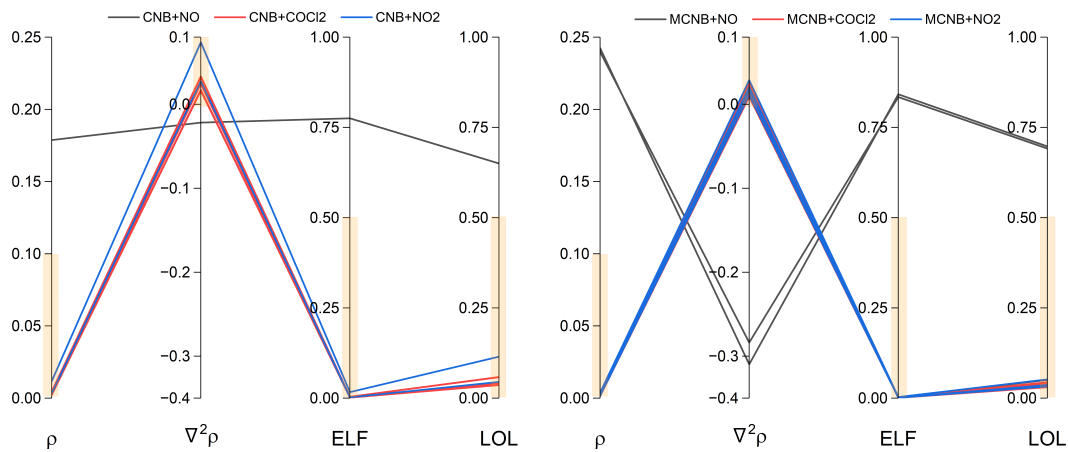 CNB+NO CNB+COCl2 CNB+NO2
0.25 0.1 1.00 1.00
0.20 0.0 0.75 0.75
0.15 −0.1 0.50 0.50
0.10 −0.2 0.25 0.25
0.05 −0.3
0.00 −0.4 0.00 0.00
ρ ∇²ρ ELF LOL
MCNB+NO MCNB+COCl2 MCNB+NO2
0.25 0.1 1.00 1.00
0.20 0.0 0.75 0.75
0.15 −0.1 0.50 0.50
0.10 −0.2 0.25 0.25
0.05 −0.3
0.00 −0.4 0.00 0.00
ρ ∇²ρ ELF LOL